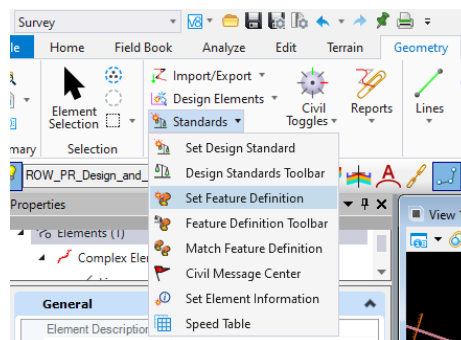 Survey
Home Field Book Analyze Edit Terrain Geometry
Import/Export
Design Elements
Standards
Element
Selection
Civil
Toggles
Reports
Lines
Selection
Set Design Standard
Design Standards Toolbar
Set Feature Definition
Feature Definition Toolbar
Match Feature Definition
Civil Message Center
Set Element Information
Speed Table
ROW_PR_Design_and_
Properties
Elements (1)
Complex Ele
General
Element Description
View